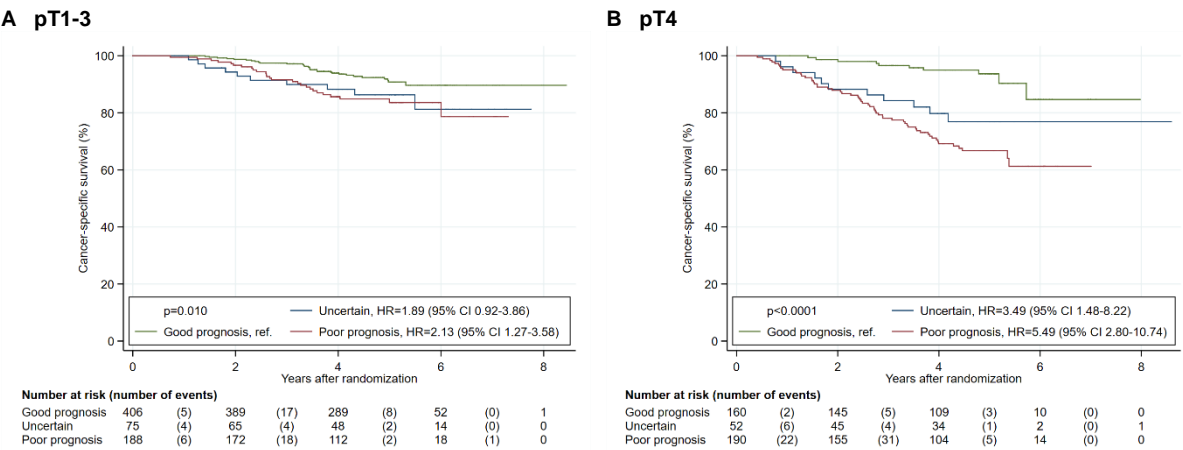 A pT1-3
100
80
60
40
20
0
Cancer-specific survival (%)
p=0.010
Uncertain, HR=1.89 (95% CI 0.92-3.86)
Good prognosis, ref.
Poor prognosis, HR=2.13 (95% CI 1.27-3.58)
0 2 4 6 8
Years after randomization
Number at risk (number of events)
Good prognosis 406 (5) 389 (17) 289 (8) 52 (0) 1
Uncertain 75 (4) 65 (4) 48 (2) 14 (0) 0
Poor prognosis 188 (6) 172 (18) 112 (2) 18 (1) 0
B pT4
100
80
60
40
20
0
Cancer-specific survival (%)
p<0.0001
Uncertain, HR=3.49 (95% CI 1.48-8.22)
Good prognosis, ref.
Poor prognosis, HR=5.49 (95% CI 2.80-10.74)
0 2 4 6 8
Years after randomization
Number at risk (number of events)
Good prognosis 160 (2) 145 (5) 109 (3) 10 (0) 0
Uncertain 52 (6) 45 (4) 34 (1) 2 (0) 1
Poor prognosis 190 (22) 155 (31) 104 (5) 14 (0) 0